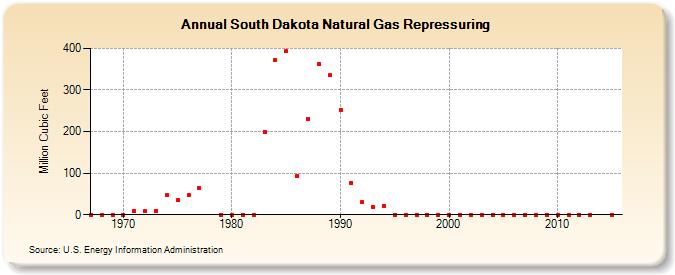 Annual South Dakota Natural Gas Repressuring
Million Cubic Feet
400
300
200
100
0
1970 1980 1990 2000 2010
Source: U.S. Energy Information Administration